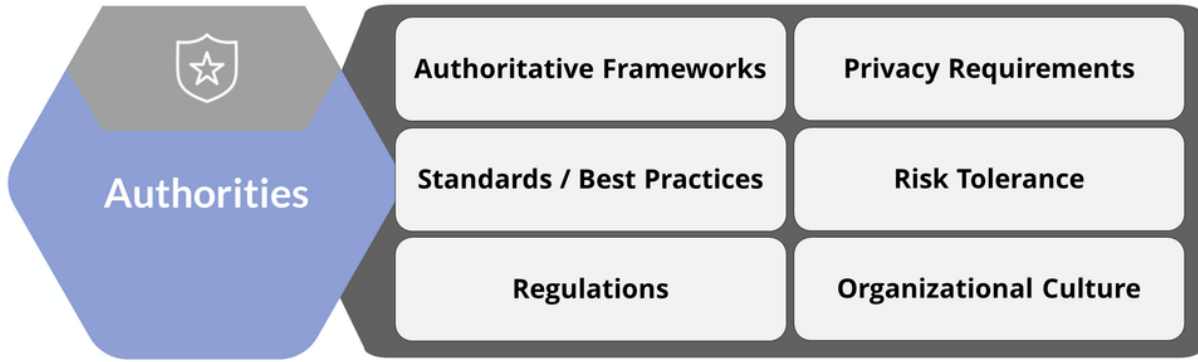 Authorities
Authoritative Frameworks
Privacy Requirements
Standards / Best Practices
Risk Tolerance
Regulations
Organizational Culture